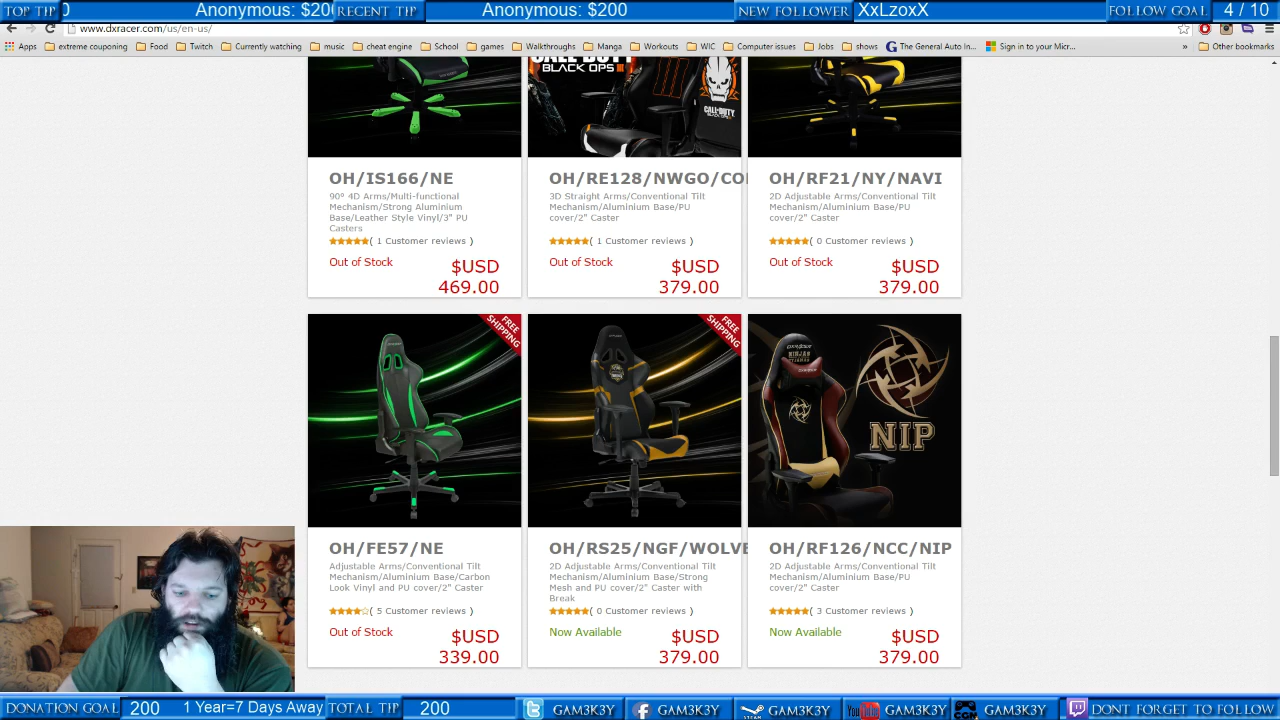 TOP TIP
0
Anonymous: $20
RECENT TIP
Anonymous: $200
NEW FOLLOWER
XxLzoxX
FOLLOW GOAL
4 / 10
www.dxracer.com/us/en-us/
Apps
extreme couponing
Food
Twitch
Currently watching
music
cheat engine
School
games
Walkthroughs
Manga
Workouts
WIC
Computer issues
Jobs
shows
The General Auto In...
Sign in to your Micr...
»
Other bookmarks
CALL OF DUTY
BLACK OPS III
CALL OF DUTY
OH/IS166/NE
90º 4D Arms/Multi-functional
Mechanism/Strong Aluminium
Base/Leather Style Vinyl/3" PU
Casters
( 1 Customer reviews )
Out of Stock
$USD
469.00
OH/RE128/NWGO/CO
3D Straight Arms/Conventional Tilt
Mechanism/Aluminium Base/PU
cover/2" Caster
( 1 Customer reviews )
Out of Stock
$USD
379.00
OH/RF21/NY/NAVI
2D Adjustable Arms/Conventional Tilt
Mechanism/Aluminium Base/PU
cover/2" Caster
( 0 Customer reviews )
Out of Stock
$USD
379.00
FREE
SHIPPING
FREE
SHIPPING
NIP
OH/FE57/NE
Adjustable Arms/Conventional Tilt
Mechanism/Aluminium Base/Carbon
Look Vinyl and PU cover/2" Caster
( 5 Customer reviews )
Out of Stock
$USD
339.00
OH/RS25/NGF/WOLVE
2D Adjustable Arms/Conventional Tilt
Mechanism/Aluminium Base/Strong
Mesh and PU cover/2" Caster with
Break
( 0 Customer reviews )
Now Available
$USD
379.00
OH/RF126/NCC/NIP
2D Adjustable Arms/Conventional Tilt
Mechanism/Aluminium Base/PU
cover/2" Caster
( 3 Customer reviews )
Now Available
$USD
379.00
DONATION GOAL
200
1 Year=7 Days Away
TOTAL TIP
200
GAM3K3Y
GAM3K3Y
STEAM
GAM3K3Y
YouTube
GAM3K3Y
GAM3K3Y
DONT FORGET TO FOLLOW